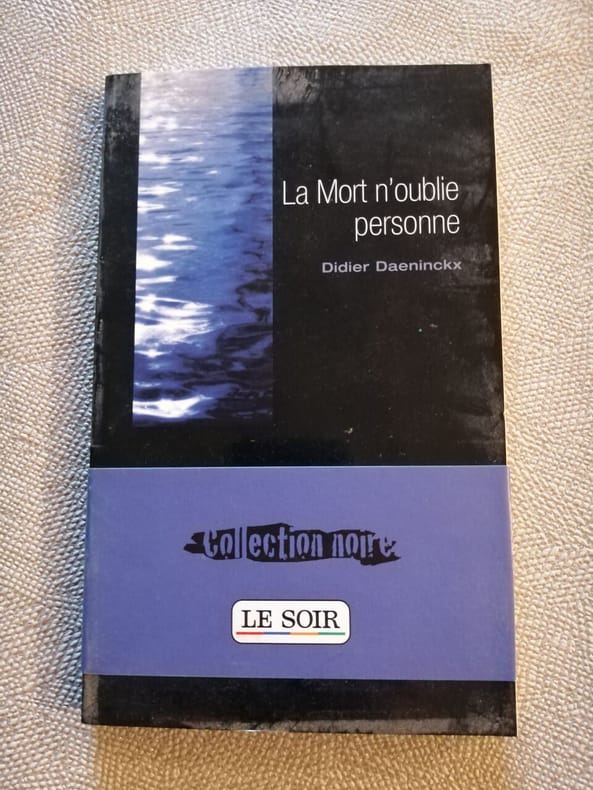 La Mort n'oublie
personne
Didier Daeninckx
Collection noire
LE SOIR